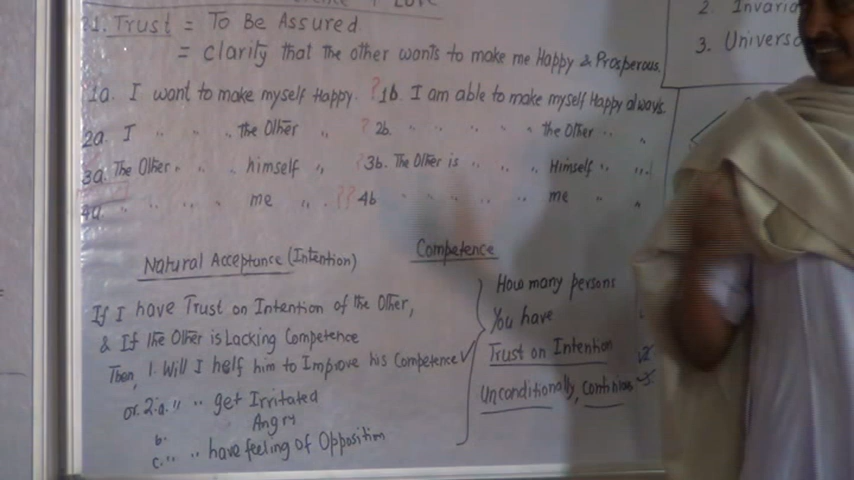 LOVE
2. Invaria
3. Universa
21. Trust = To Be Assured
= clarity that the other wants to make me Happy & Prosperous.
1a. I want to make myself Happy. ? 1b. I am able to make myself Happy always.
2a. I " " " the Other " ? 2b. " " " " the Other " "
3a. The Other " " " himself " ? 3b. The Other is " " " Himself " "
4a. " " " " me " ?? 4b " " " " me " "
Natural Acceptance (Intention)
Competence
If I have Trust on Intention of the Other,
& If the Other is Lacking Competence
Then, 1. Will I helf him to Improve his Competence ✓
or 2.a. " " get Irritated
b. Angry
c. " " have feeling of Opposition
How many persons
You have
Trust on Intention
Unconditionally, Continous